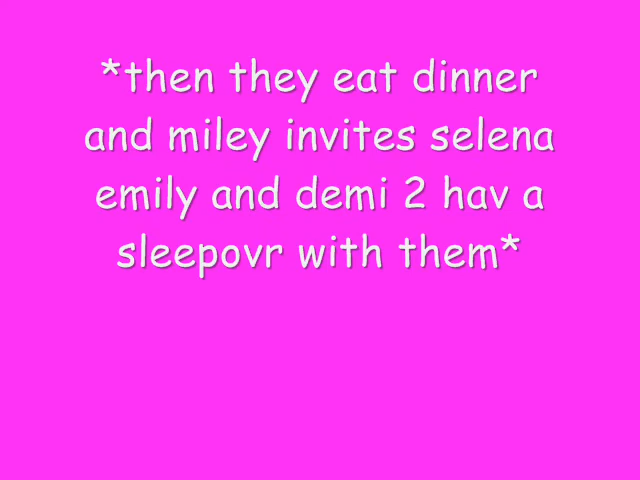 *then they eat dinner
and miley invites selena
emily and demi 2 hav a
sleepovr with them*